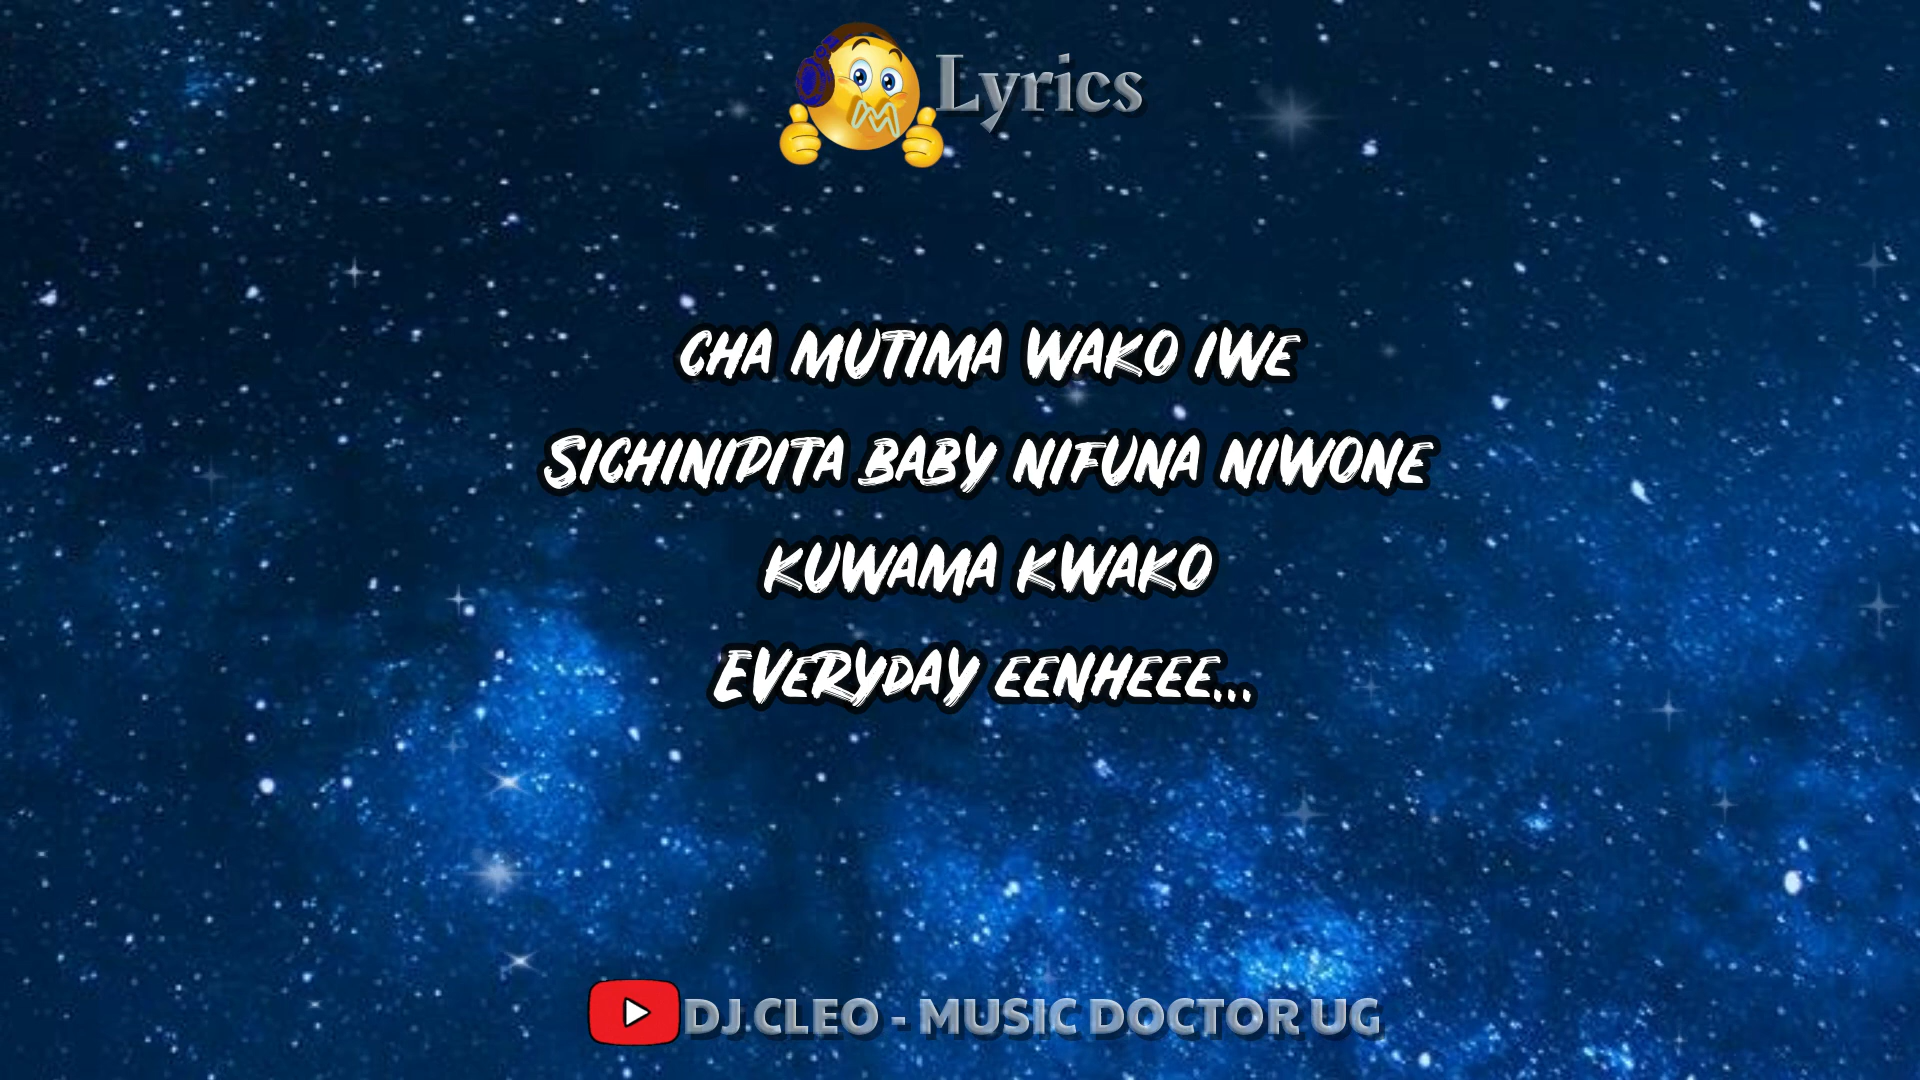 Lyrics
CHA MUTIMA WAKO IWE
SICHINIPITA BABY NIFUNA NIWONE
KUWAMA KWAKO
EVERYDAY EENHEEE...
DJ CLEO - MUSIC DOCTOR UG